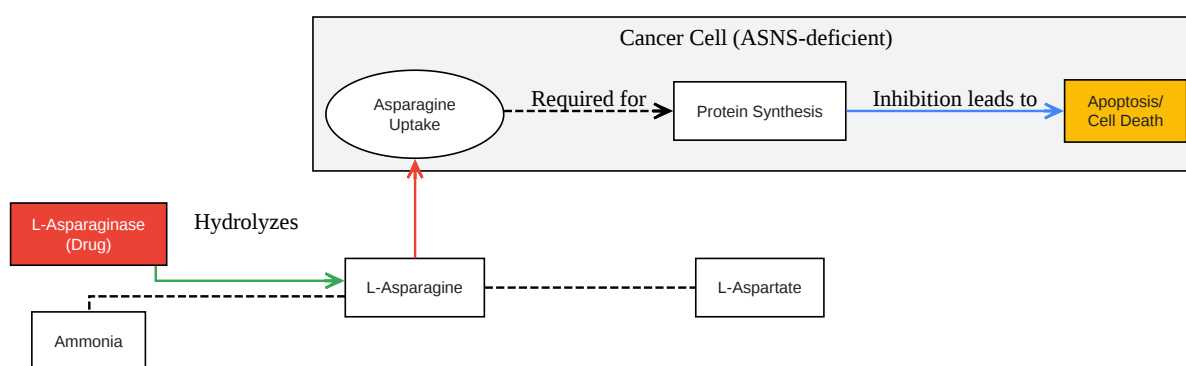 Cancer Cell (ASNS-deficient)
Asparagine
Uptake
Required for
Protein Synthesis
Inhibition leads to
Apoptosis/
Cell Death
L-Asparaginase
(Drug)
Hydrolyzes
L-Asparagine
L-Aspartate
Ammonia